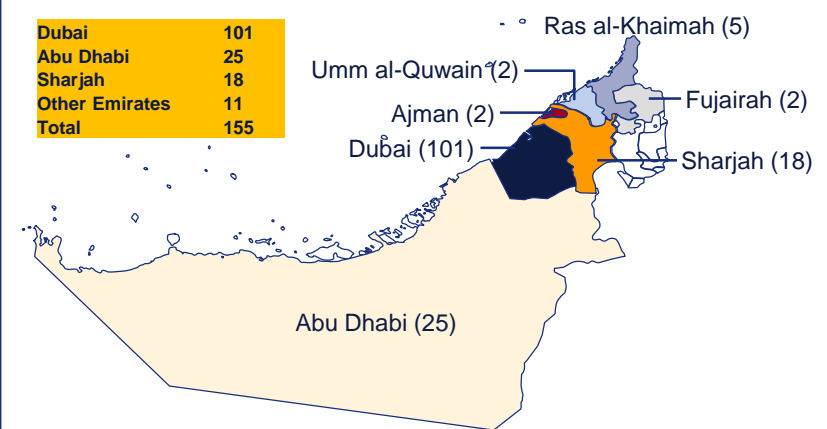 Dubai 101
Abu Dhabi 25
Sharjah 18
Other Emirates 11
Total 155
Ras al-Khaimah (5)
Umm al-Quwain (2)
Fujairah (2)
Ajman (2)
Dubai (101)
Sharjah (18)
Abu Dhabi (25)